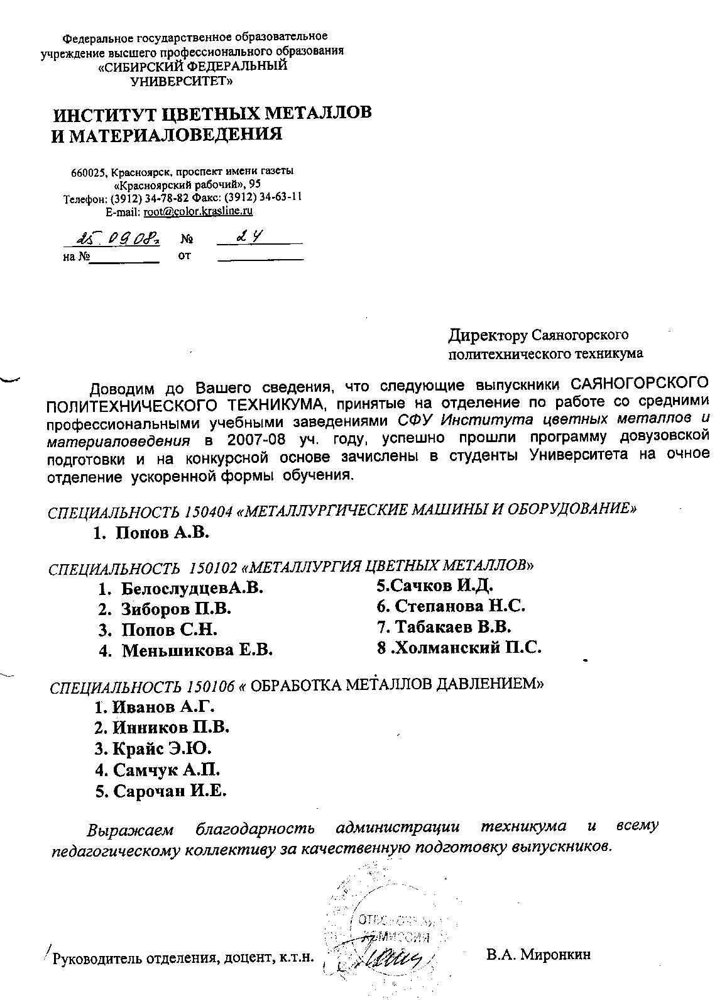 Федеральное государственное образовательное
учреждение высшего профессионального образования
«СИБИРСКИЙ ФЕДЕРАЛЬНЫЙ
УНИВЕРСИТЕТ»
ИНСТИТУТ ЦВЕТНЫХ МЕТАЛЛОВ
И МАТЕРИАЛОВЕДЕНИЯ
660025, Красноярск, проспект имени газеты
«Красноярский рабочий», 95
Телефон: (3912) 34-78-82 Факс: (3912) 34-63-11
E-mail: root@color.krasline.ru
25.09 08г. № 24
на №__________ от __________
Директору Саяногорского
политехнического техникума
Доводим до Вашего сведения, что следующие выпускники САЯНОГОРСКОГО
ПОЛИТЕХНИЧЕСКОГО ТЕХНИКУМА, принятые на отделение по работе со средними
профессиональными учебными заведениями СФУ Института цветных металлов и
материаловедения в 2007-08 уч. году, успешно прошли программу довузовской
подготовки и на конкурсной основе зачислены в студенты Университета на очное
отделение ускоренной формы обучения.
СПЕЦИАЛЬНОСТЬ 150404 «МЕТАЛЛУРГИЧЕСКИЕ МАШИНЫ И ОБОРУДОВАНИЕ»
1. Попов А.В.
СПЕЦИАЛЬНОСТЬ 150102 «МЕТАЛЛУРГИЯ ЦВЕТНЫХ МЕТАЛЛОВ»
1. БелослудцевА.В.
2. Зиборов П.В.
3. Попов С.Н.
4. Меньшикова Е.В.
5.Сачков И.Д.
6. Степанова Н.С.
7. Табакаев В.В.
8 .Холманский П.С.
СПЕЦИАЛЬНОСТЬ 150106 « ОБРАБОТКА МЕТАЛЛОВ ДАВЛЕНИЕМ»
1. Иванов А.Г.
2. Инников П.В.
3. Крайс Э.Ю.
4. Самчук А.П.
5. Сарочан И.Е.
Выражаем благодарность администрации техникума и всему
педагогическому коллективу за качественную подготовку выпускников.
Руководитель отделения, доцент, к.т.н. В.А. Миронкин